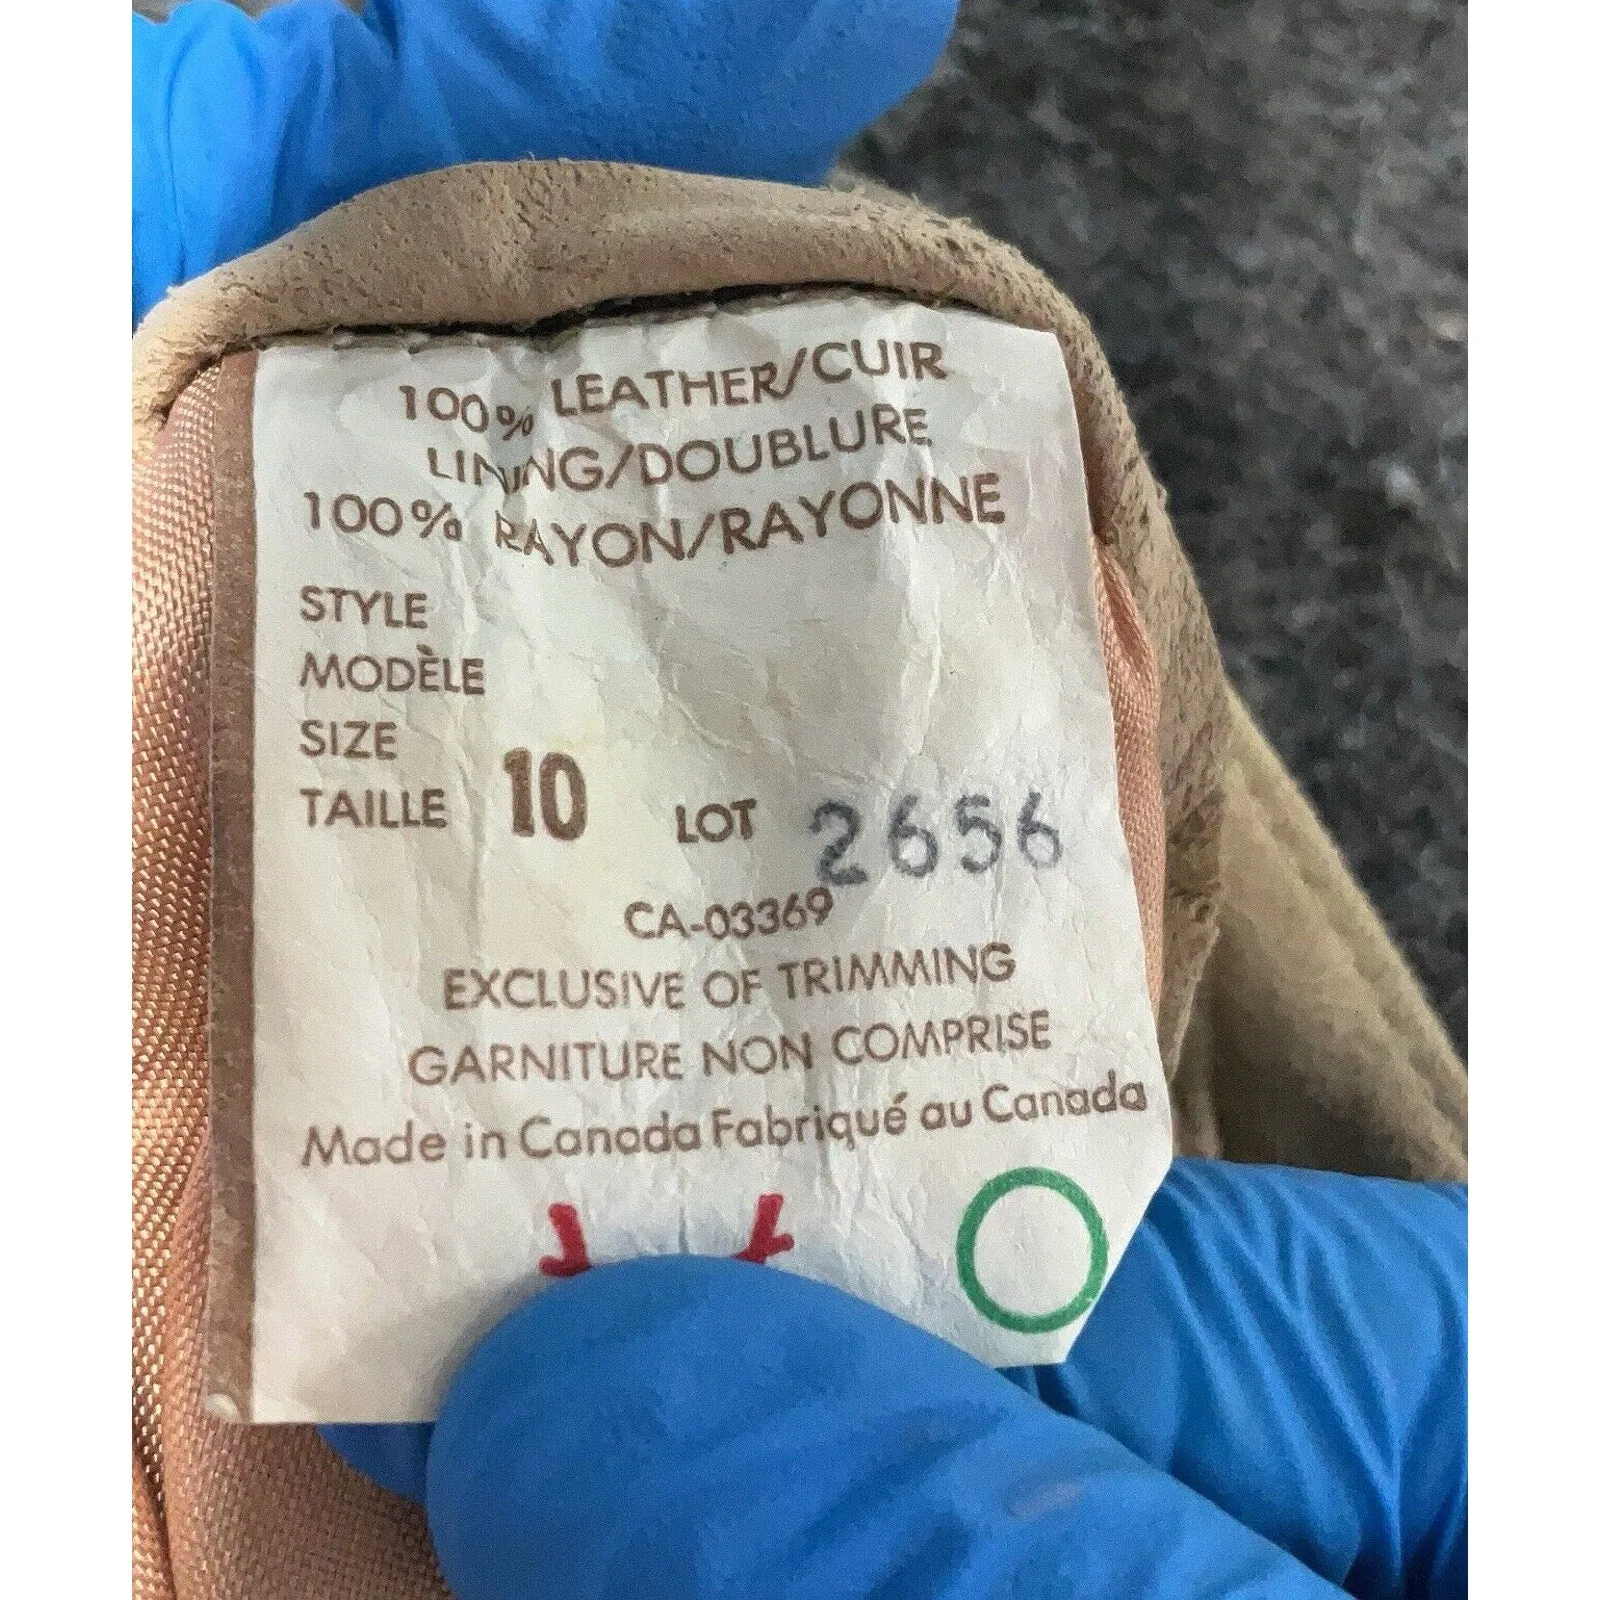 100% LEATHER/CUIR
LINING/DOUBLURE
100% RAYON/RAYONNE
STYLE
MODÈLE
SIZE
TAILLE 10 LOT 2656
CA-03369
EXCLUSIVE OF TRIMMING
GARNITURE NON COMPRISE
Made in Canada Fabriqué au Canada